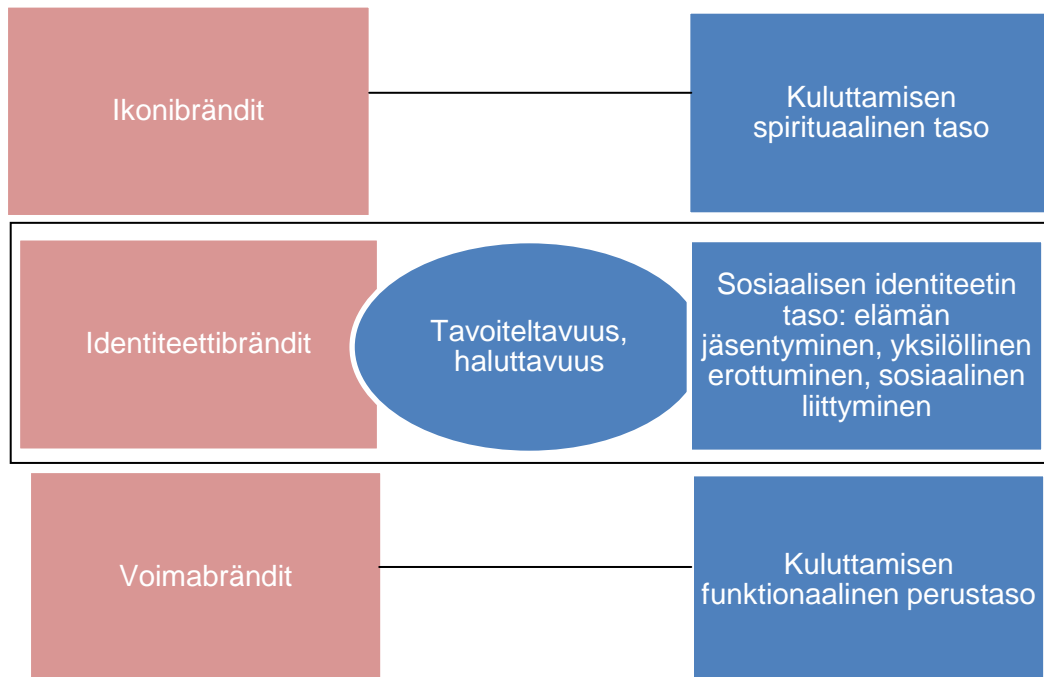 Ikonibrändit
Kuluttamisen
spirituaalinen taso
Identiteettibrändit
Tavoiteltavuus,
haluttavuus
Sosiaalisen identiteetin
taso: elämän
jäsentyminen, yksilöllinen
erottuminen, sosiaalinen
liittyminen
Voimabrändit
Kuluttamisen
funktionaalinen perustaso